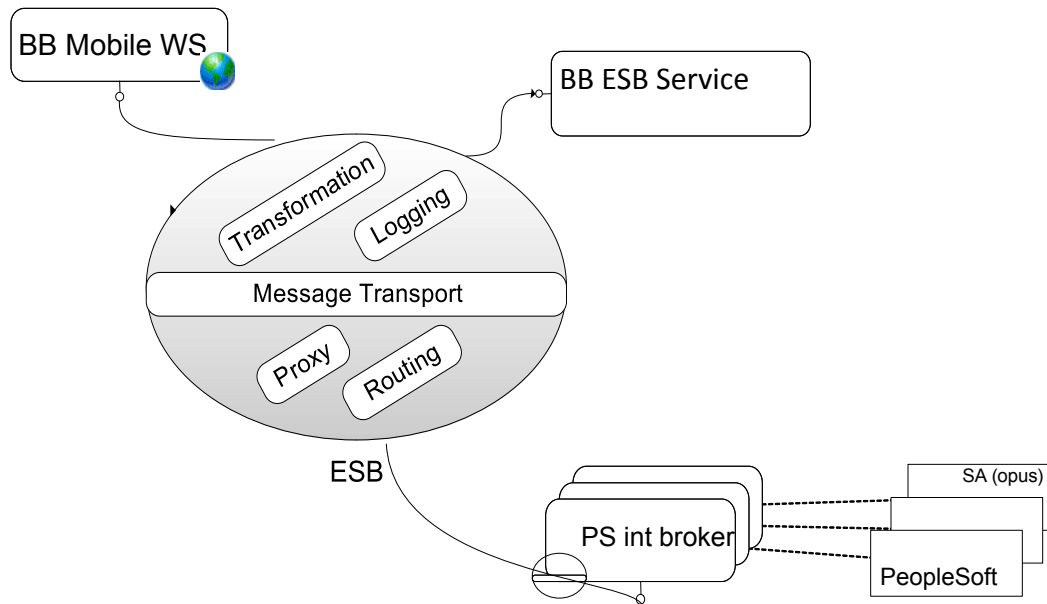 BB Mobile WS
BB ESB Service
Transformation
Logging
Message Transport
Proxy
Routing
ESB
SA (opus)
PS int broker
PeopleSoft